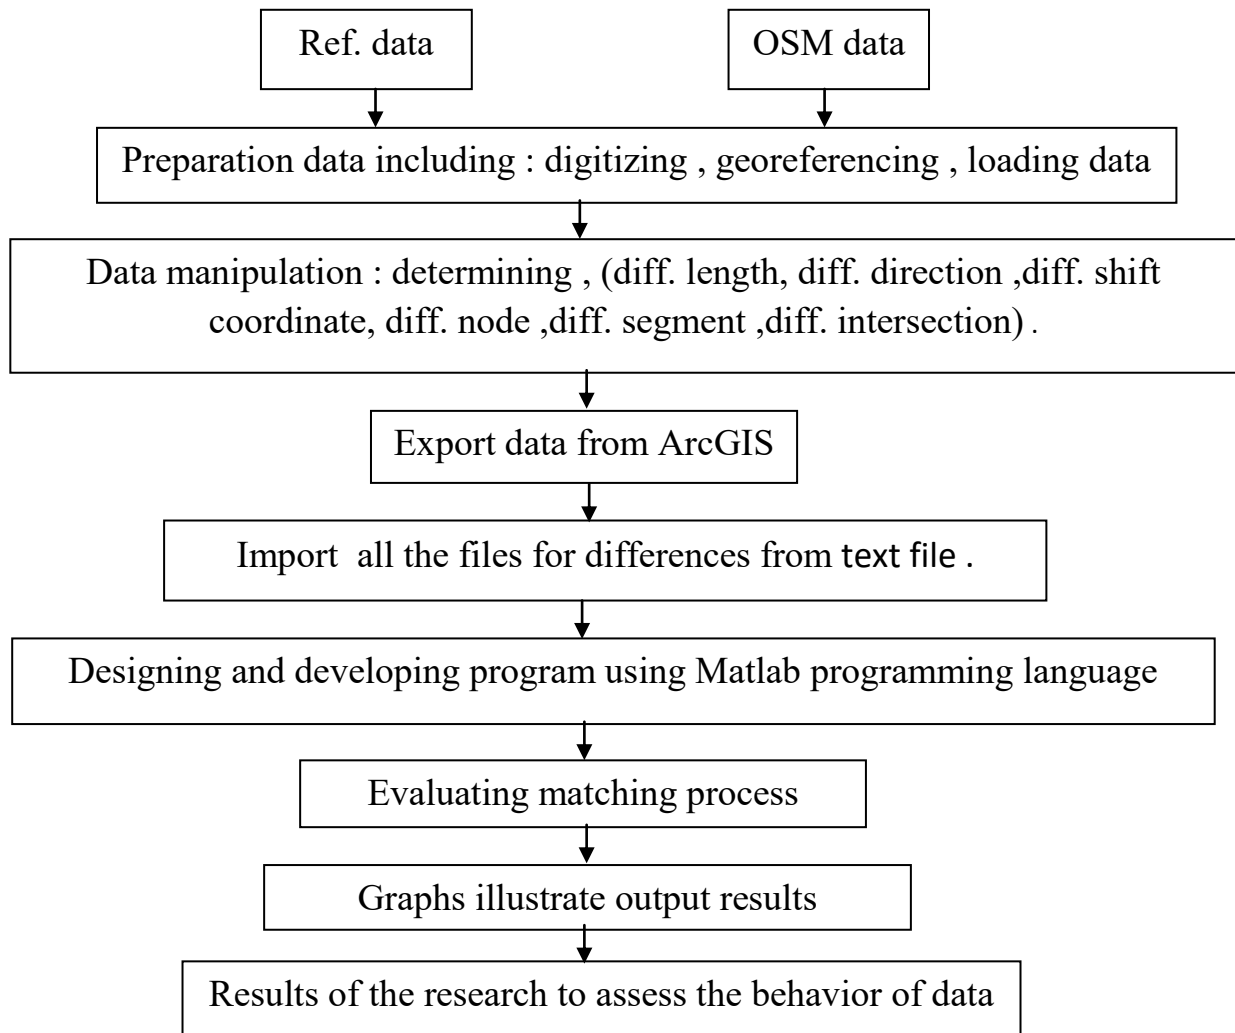 Ref. data
OSM data
Preparation data including : digitizing , georeferencing , loading data
Data manipulation : determining , (diff. length, diff. direction ,diff. shift
coordinate, diff. node ,diff. segment ,diff. intersection) .
Export data from ArcGIS
Import  all the files for differences from text file .
Designing and developing program using Matlab programming language
Evaluating matching process
Graphs illustrate output results
Results of the research to assess the behavior of data